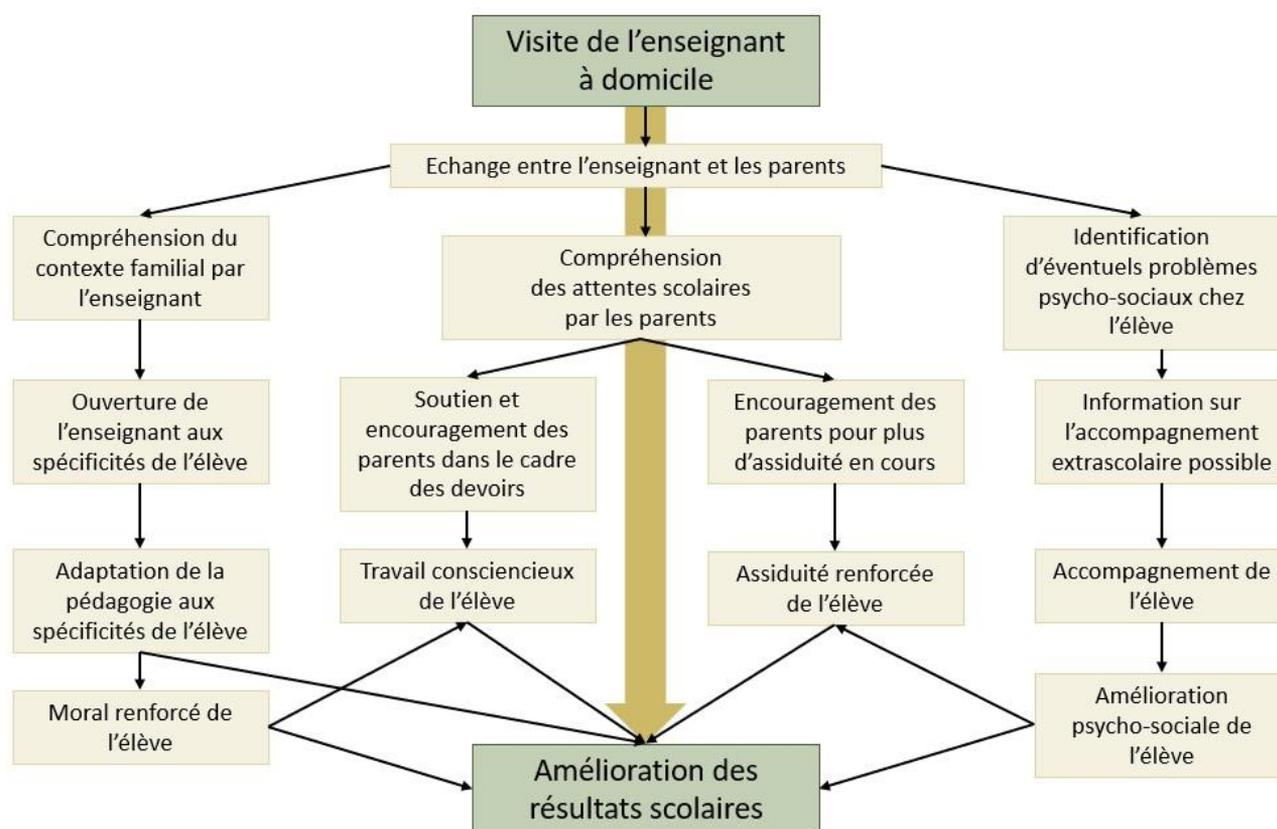 Visite de l'enseignant
à domicile
Echange entre l'enseignant et les parents
Compréhension du
contexte familial par
l'enseignant
Compréhension
des attentes scolaires
par les parents
Identification
d'éventuels problèmes
psycho-sociaux chez
l'élève
Ouverture de
l'enseignant aux
spécificités de l'élève
Soutien et
encouragement des
parents dans le cadre
des devoirs
Encouragement des
parents pour plus
d'assiduité en cours
Information sur
l'accompagnement
extrascolaire possible
Adaptation de la
pédagogie aux
spécificités de l'élève
Travail consciencieux
de l'élève
Assiduité renforcée
de l'élève
Accompagnement de
l'élève
Moral renforcé de
l'élève
Amélioration
psycho-sociale de
l'élève
Amélioration des
résultats scolaires